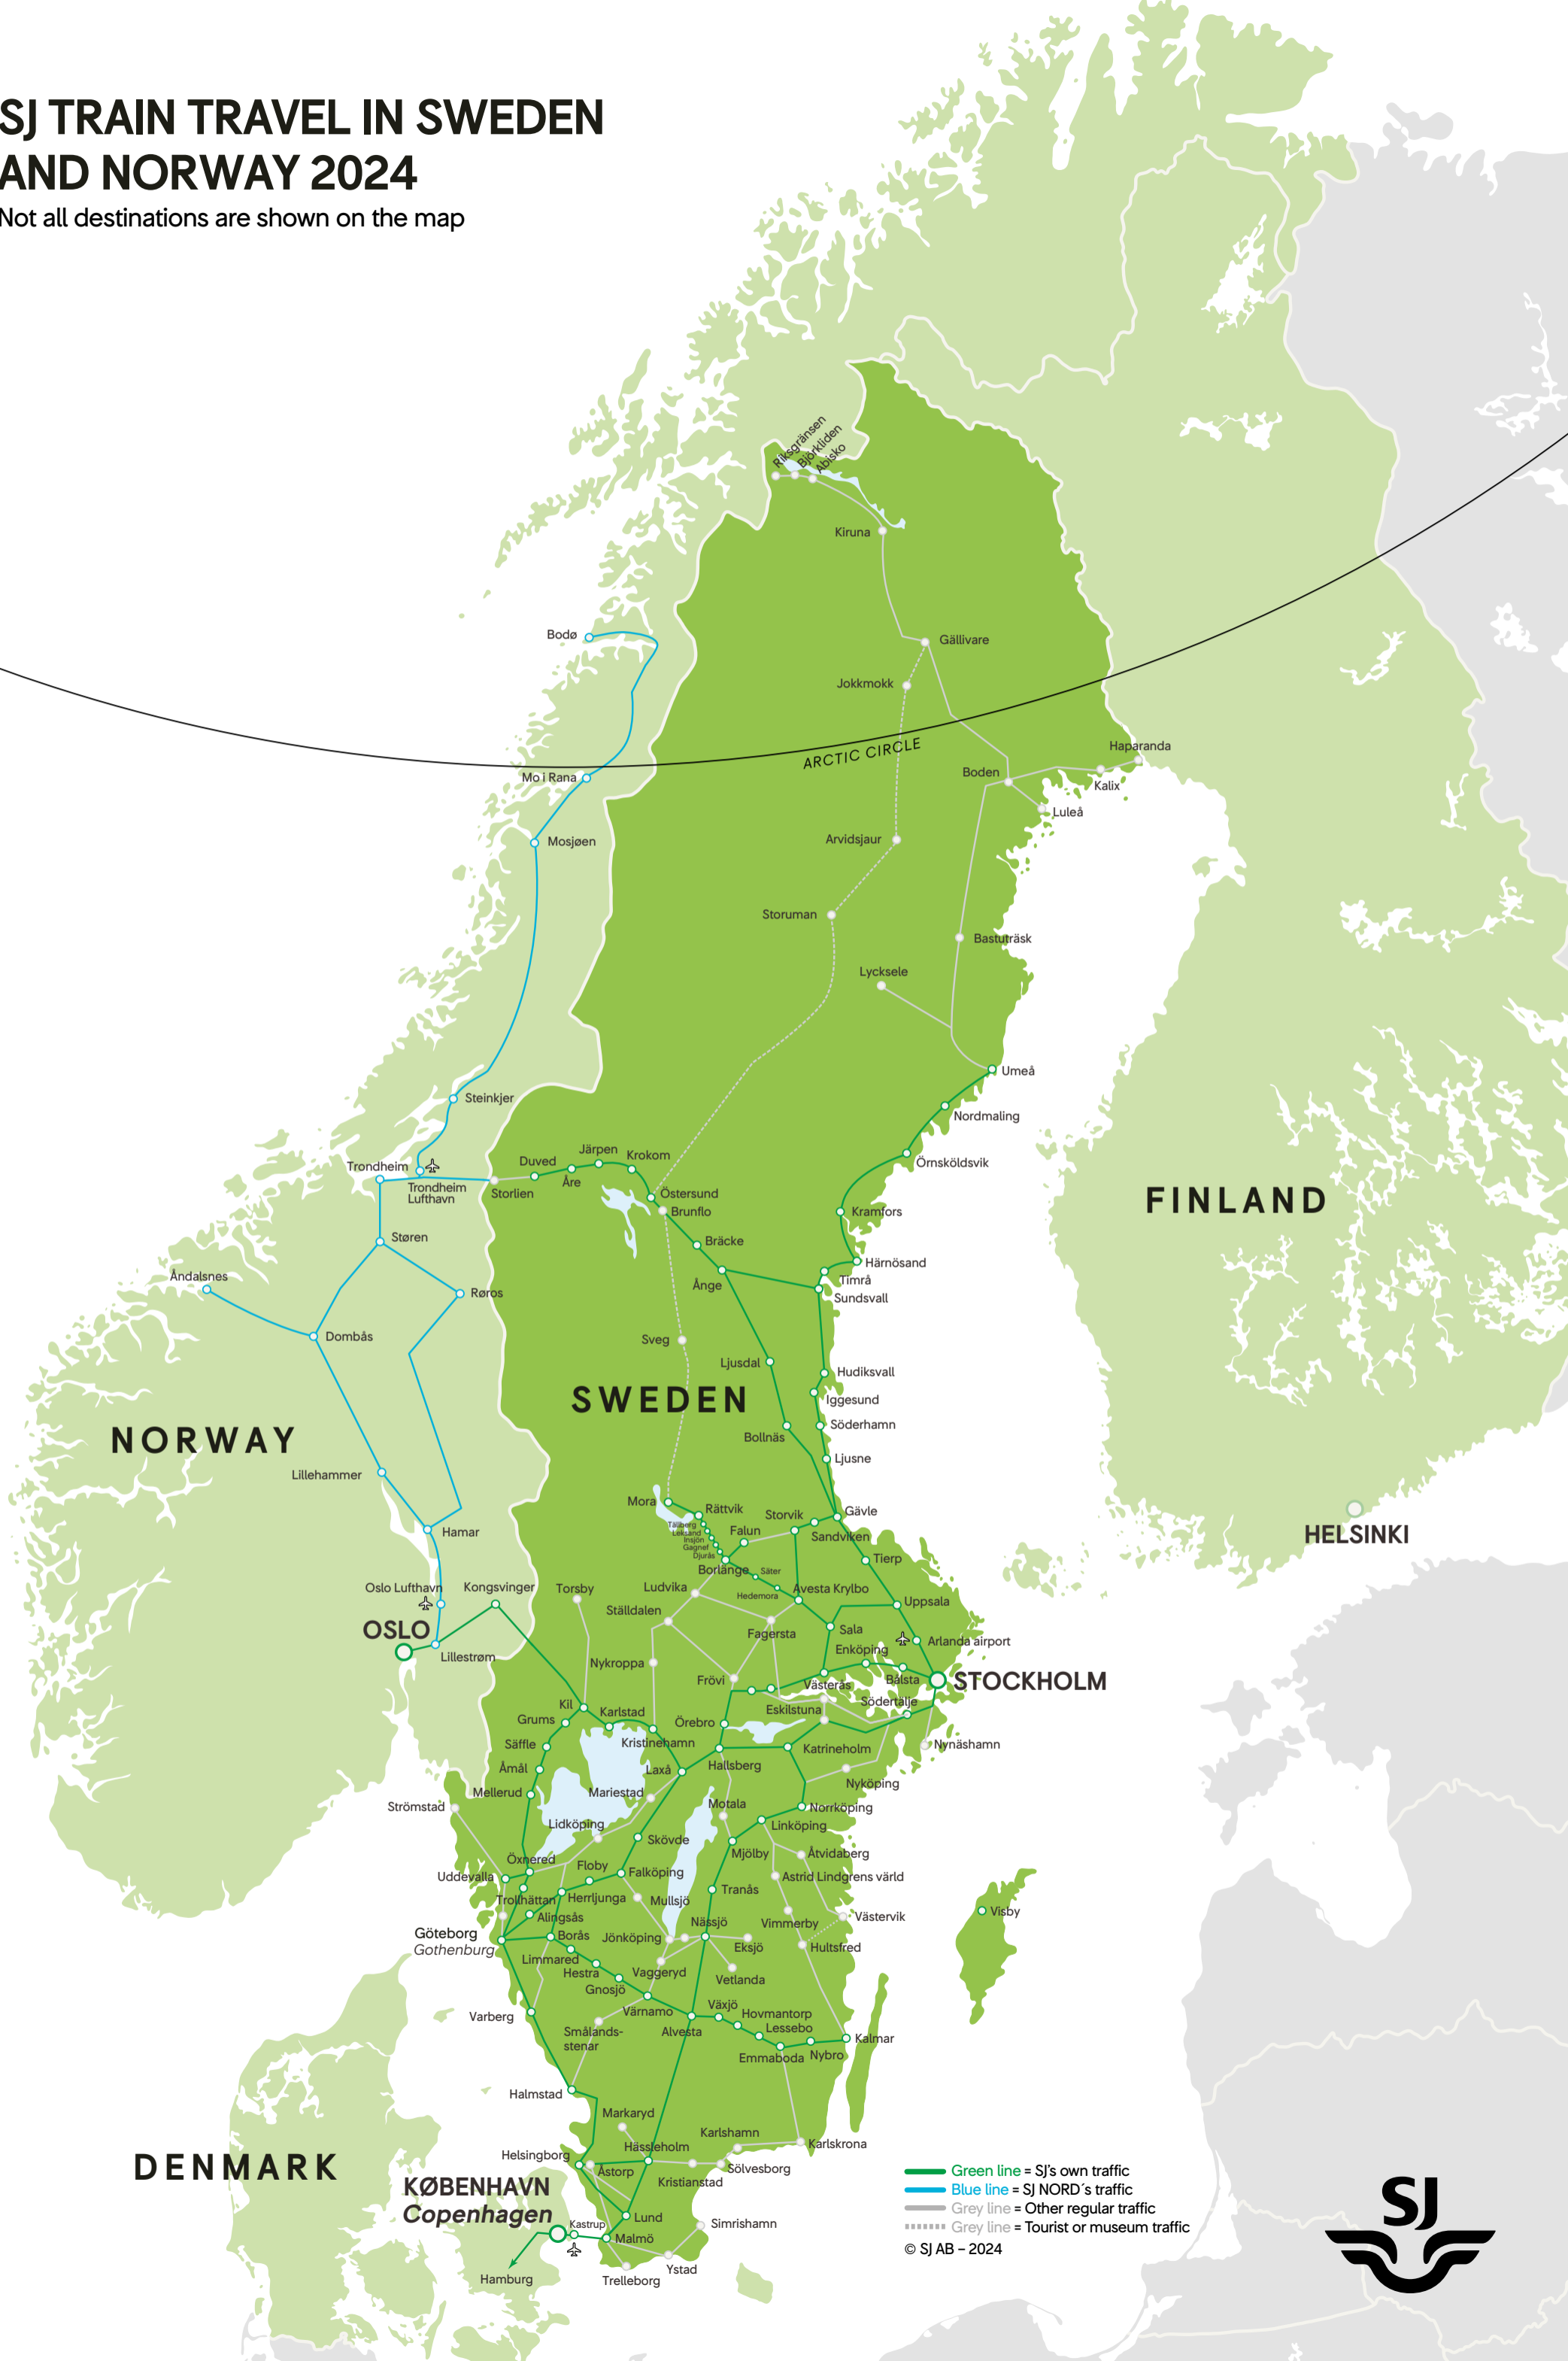 SJ TRAIN TRAVEL IN SWEDEN
AND NORWAY 2024
Not all destinations are shown on the map
Riksgränsen
Björkliden
Abisko
Kiruna
Bodø
Gällivare
Jokkmokk
ARCTIC CIRCLE
Haparanda
Mo i Rana
Boden
Kalix
Luleå
Mosjøen
Arvidsjaur
Storuman
Bastuträsk
Lycksele
Umeå
Steinkjer
Nordmaling
Järpen
Krokom
Duved
Örnsköldsvik
Trondheim
Åre
Trondheim
Lufthavn
Storlien
Östersund
FINLAND
Brunflo
Kramfors
Støren
Bräcke
Härnösand
Åndalsnes
Ånge
Timrå
Røros
Sundsvall
Dombås
Sveg
Ljusdal
Hudiksvall
SWEDEN
Iggesund
Söderhamn
NORWAY
Bollnäs
Ljusne
Lillehammer
Mora
Rättvik
Storvik
Gävle
Tällberg
Leksand
Insjön
Gagnef
Djurås
Falun
Sandviken
Hamar
HELSINKI
Tierp
Borlänge
Säter
Oslo Lufthavn
Kongsvinger
Torsby
Ludvika
Hedemora
Avesta Krylbo
Uppsala
Ställdalen
OSLO
Fagersta
Sala
Arlanda airport
Lillestrøm
Enköping
Nykroppa
Frövi
Västerås
Bålsta
STOCKHOLM
Kil
Karlstad
Eskilstuna
Södertälje
Grums
Örebro
Säffle
Kristinehamn
Katrineholm
Nynäshamn
Åmål
Laxå
Hallsberg
Mellerud
Mariestad
Nyköping
Strömstad
Motala
Norrköping
Lidköping
Linköping
Skövde
Mjölby
Åtvidaberg
Öxnered
Floby
Falköping
Uddevalla
Astrid Lindgrens värld
Tranås
Trollhättan
Herrljunga
Mullsjö
Visby
Alingsås
Nässjö
Vimmerby
Västervik
Göteborg
Gothenburg
Borås
Jönköping
Eksjö
Hultsfred
Limmared
Hestra
Vaggeryd
Vetlanda
Gnosjö
Växjö
Varberg
Värnamo
Hovmantorp
Smålands-
stenar
Alvesta
Lessebo
Kalmar
Emmaboda
Nybro
Halmstad
Markaryd
Karlshamn
Karlskrona
Hässleholm
Helsingborg
DENMARK
Åstorp
Sölvesborg
Kristianstad
KØBENHAVN
Copenhagen
Lund
Kastrup
Simrishamn
Malmö
Ystad
Hamburg
Trelleborg
Green line = SJ's own traffic
Blue line = SJ NORD´s traffic
Grey line = Other regular traffic
Grey line = Tourist or museum traffic
© SJ AB – 2024
SJ